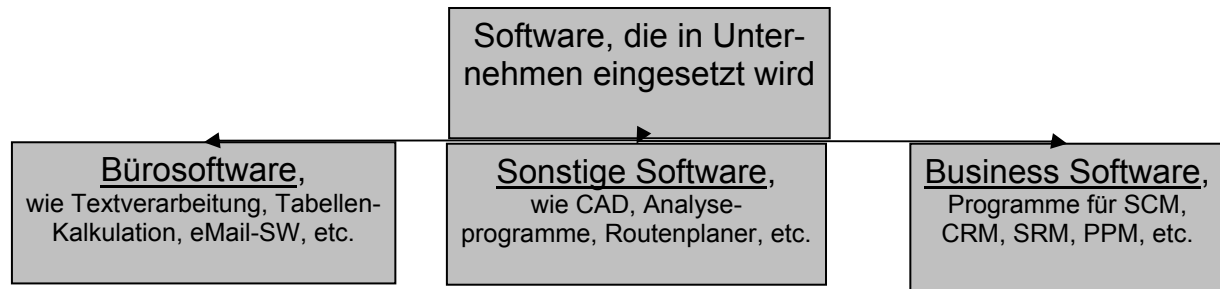 Software, die in Unter-
nehmen eingesetzt wird
Bürosoftware,
wie Textverarbeitung, Tabellen-
Kalkulation, eMail-SW, etc.
Sonstige Software,
wie CAD, Analyse-
programme, Routenplaner, etc.
Business Software,
Programme für SCM,
CRM, SRM, PPM, etc.